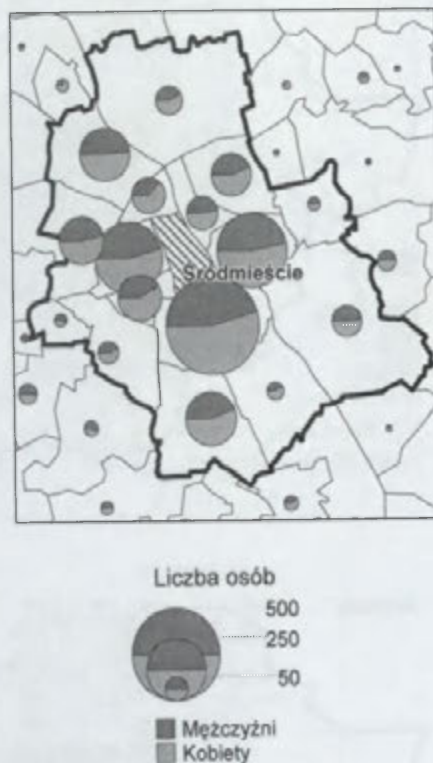 Śródmieście
Liczba osób
500
250
50
Mężczyźni
Kobiety